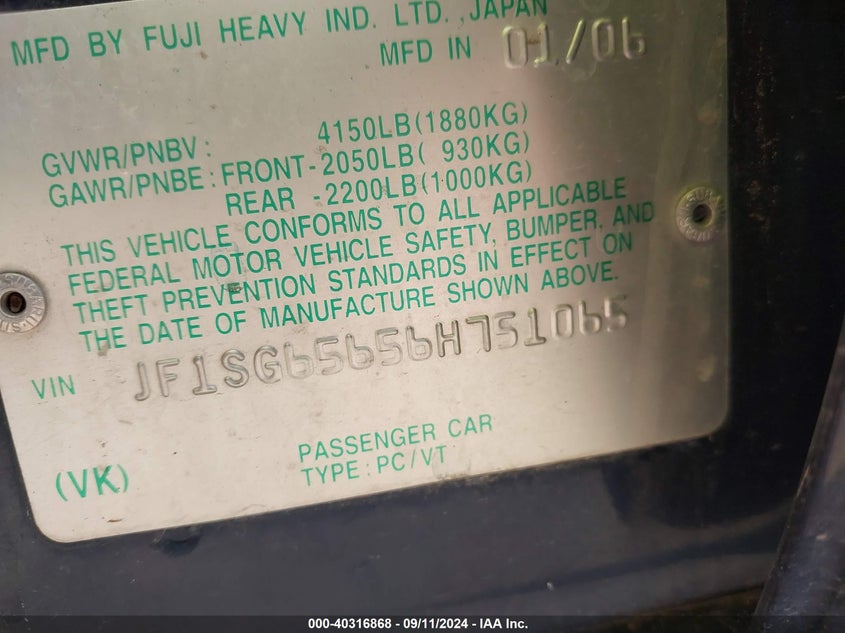 MFD BY FUJI HEAVY IND. LTD., JAPAN
MFD IN 01/06
GVWR/PNBV: 4150LB(1880KG)
GAWR/PNBE: FRONT-2050LB( 930KG)
REAR -2200LB(1000KG)
THIS VEHICLE CONFORMS TO ALL APPLICABLE
FEDERAL MOTOR VEHICLE SAFETY, BUMPER, AND
THEFT PREVENTION STANDARDS IN EFFECT ON
THE DATE OF MANUFACTURE SHOWN ABOVE.
VIN JF1SG65656H751065
PASSENGER CAR
(VK) TYPE:PC/VT
000-40316868 - 09/11/2024 - IAA Inc.